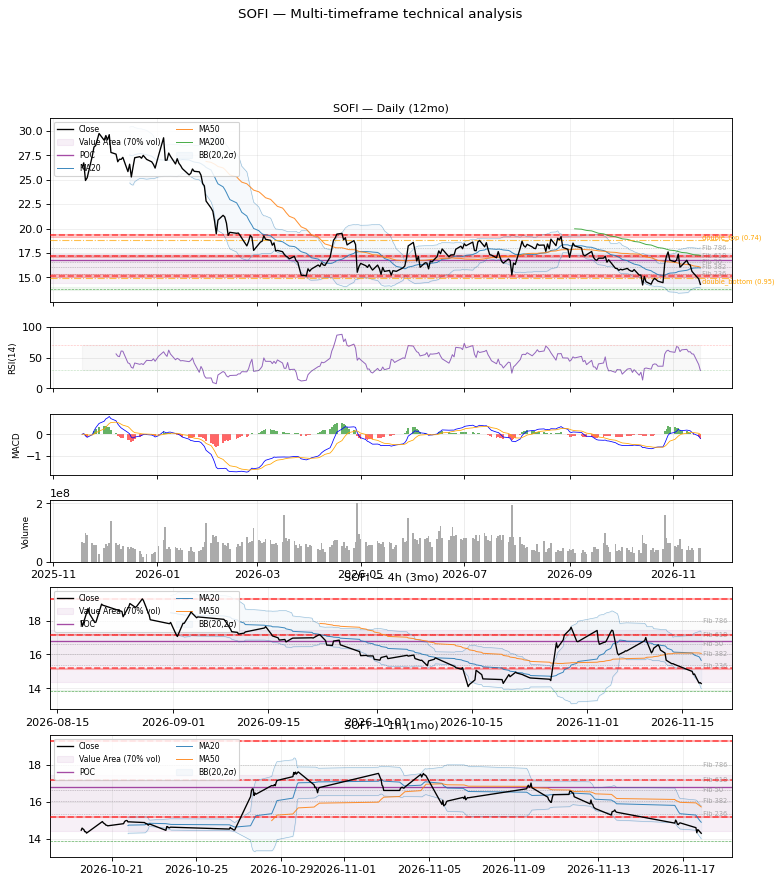 SOFI — Multi-timeframe technical analysis
SOFI — Daily (12mo)
Close
Value Area (70% vol)
POC
MA20
MA50
MA200
BB(20,2σ)
30.0
27.5
25.0
22.5
20.0
17.5
15.0
double_top (0.74)
Fib 786
Fib 382
double_bottom (0.95)
RSI(14)
100
50
0
MACD
0
−1
1e8
Volume
2
0
2025-11
2026-01
2026-03
2026-05
2026-07
2026-09
2026-11
SOFI — 4h (3mo)
Close
Value Area (70% vol)
POC
MA20
MA50
BB(20,2σ)
18
16
14
Fib 786
Fib 50
Fib 382
Fib 236
2026-08-15
2026-09-01
2026-09-15
2026-10-01
2026-10-15
2026-11-01
2026-11-15
SOFI — 1h (1mo)
Close
Value Area (70% vol)
POC
MA20
MA50
BB(20,2σ)
18
16
14
Fib 786
Fib 50
Fib 382
Fib 236
2026-10-21
2026-10-25
2026-10-29
2026-11-01
2026-11-05
2026-11-09
2026-11-13
2026-11-17